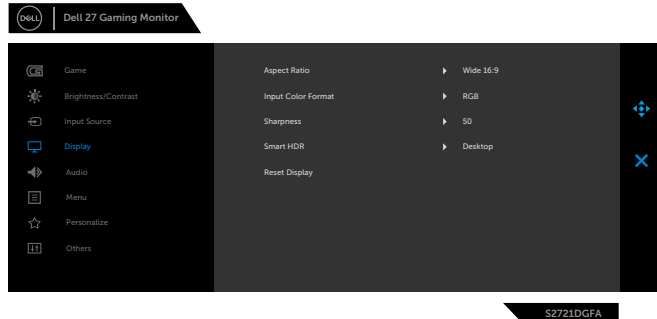 DELL
Dell 27 Gaming Monitor
Game
Brightness/Contrast
Input Source
Display
Audio
Menu
Personalize
Others
Aspect Ratio Wide 16:9
Input Color Format RGB
Sharpness 50
Smart HDR Desktop
Reset Display
S2721DGFA